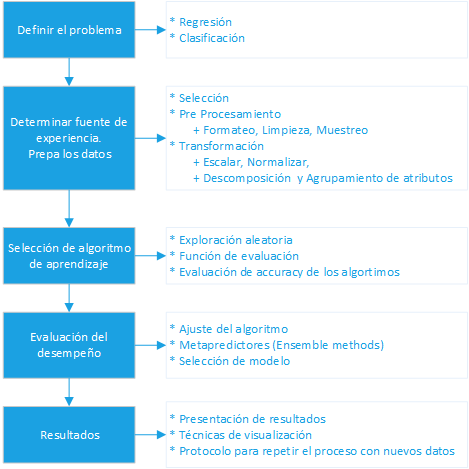 Definir el problema
* Regresión
* Clasificación
Determinar fuente de
experiencia.
Prepa los datos
* Selección
* Pre Procesamiento
+ Formateo, Limpieza, Muestreo
* Transformación
+ Escalar, Normalizar,
+ Descomposición y Agrupamiento de atributos
Selección de algoritmo
de aprendizaje
* Exploración aleatoria
* Función de evaluación
* Evaluación de accuracy de los algortimos
Evaluación del
desempeño
* Ajuste del algoritmo
* Metapredictores (Ensemble methods)
* Selección de modelo
Resultados
* Presentación de resultados
* Técnicas de visualización
* Protocolo para repetir el proceso con nuevos datos